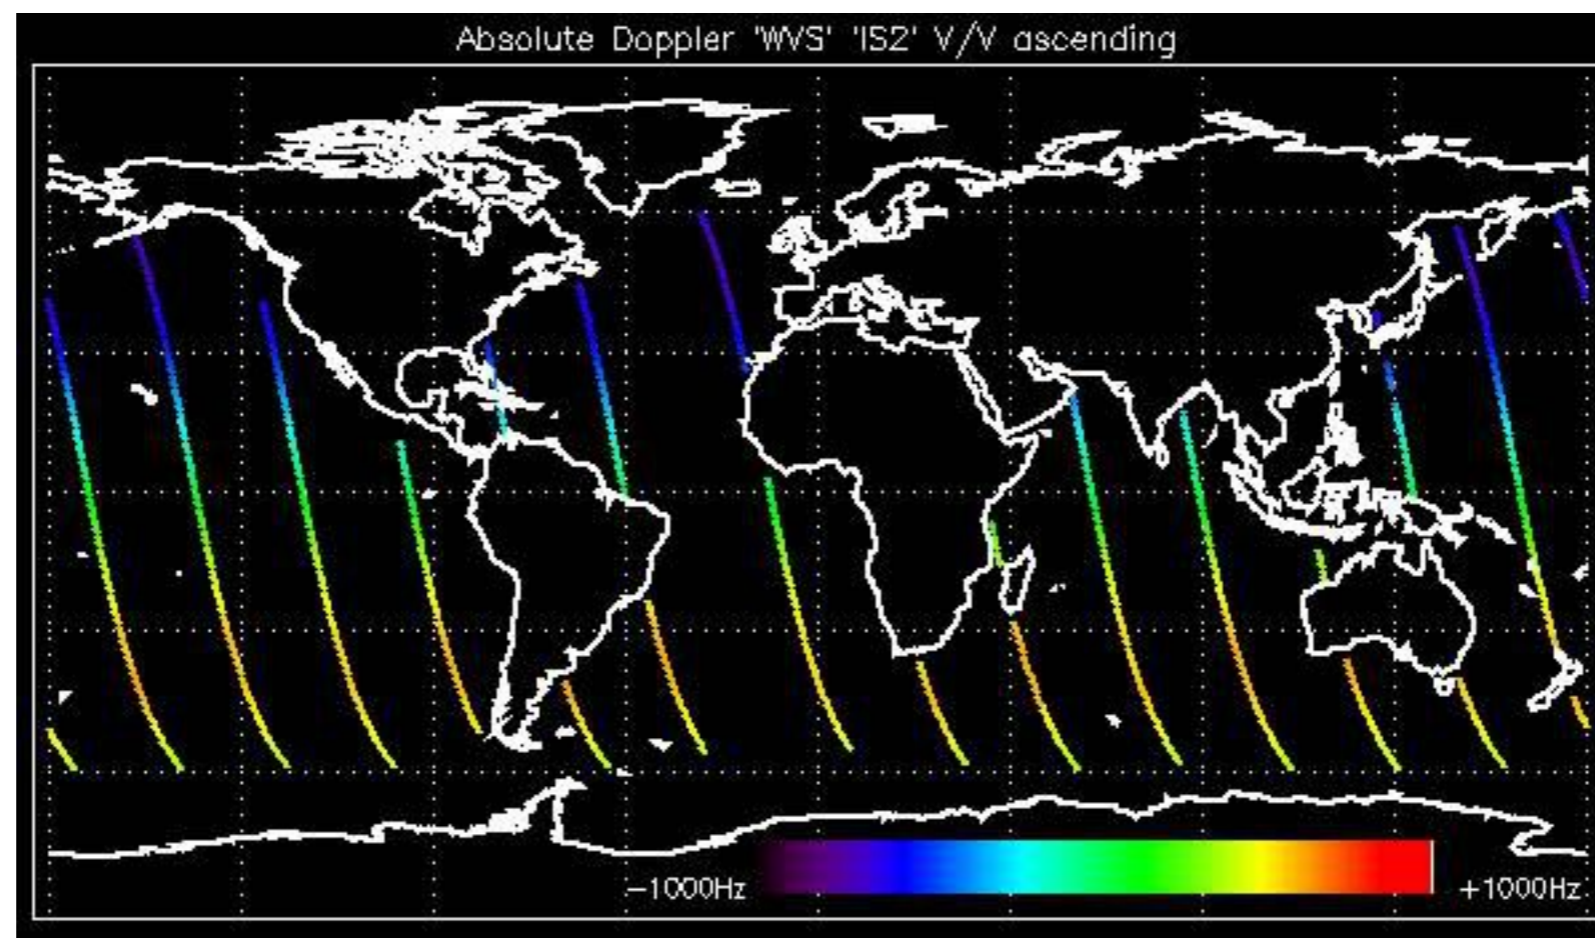 Absolute Doppler 'WVS' 'IS2' V/V ascending
−1000Hz +1000Hz